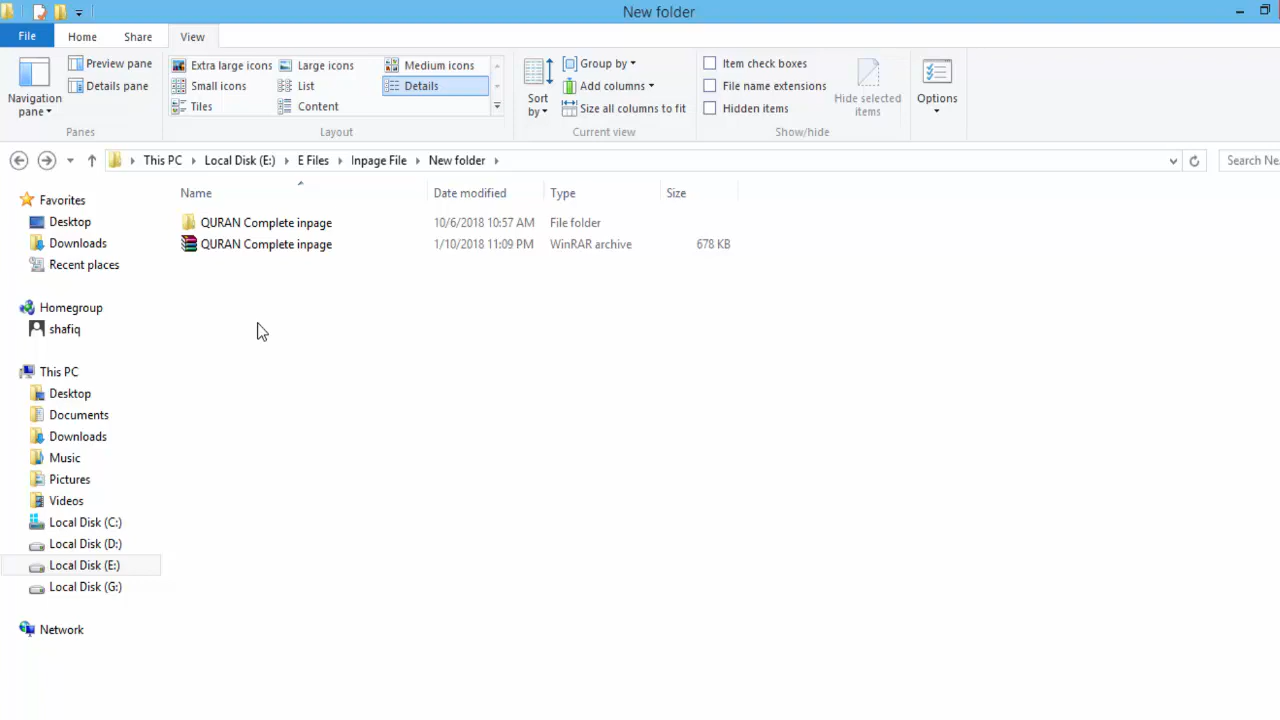 New folder
File Home Share View
Navigation pane
Preview pane
Details pane
Panes
Extra large icons Large icons Medium icons
Small icons List Details
Tiles Content
Layout
Sort by
Group by
Add columns
Size all columns to fit
Current view
Item check boxes
File name extensions
Hidden items
Hide selected items
Show/hide
Options
This PC Local Disk (E:) E Files Inpage File New folder
Search Ne
Name Date modified Type Size
QURAN Complete inpage 10/6/2018 10:57 AM File folder
QURAN Complete inpage 1/10/2018 11:09 PM WinRAR archive 678 KB
Favorites
Desktop
Downloads
Recent places
Homegroup
shafiq
This PC
Desktop
Documents
Downloads
Music
Pictures
Videos
Local Disk (C:)
Local Disk (D:)
Local Disk (E:)
Local Disk (G:)
Network